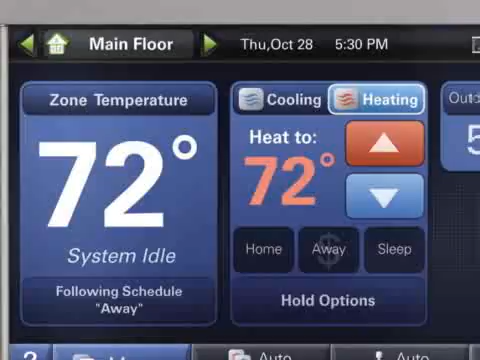 Main Floor
Thu,Oct 28
5:30 PM
Zone Temperature
72°
System Idle
Following Schedule
"Away"
Cooling
Heating
Heat to:
72°
Home
Away
Sleep
Hold Options
Auto
Auto